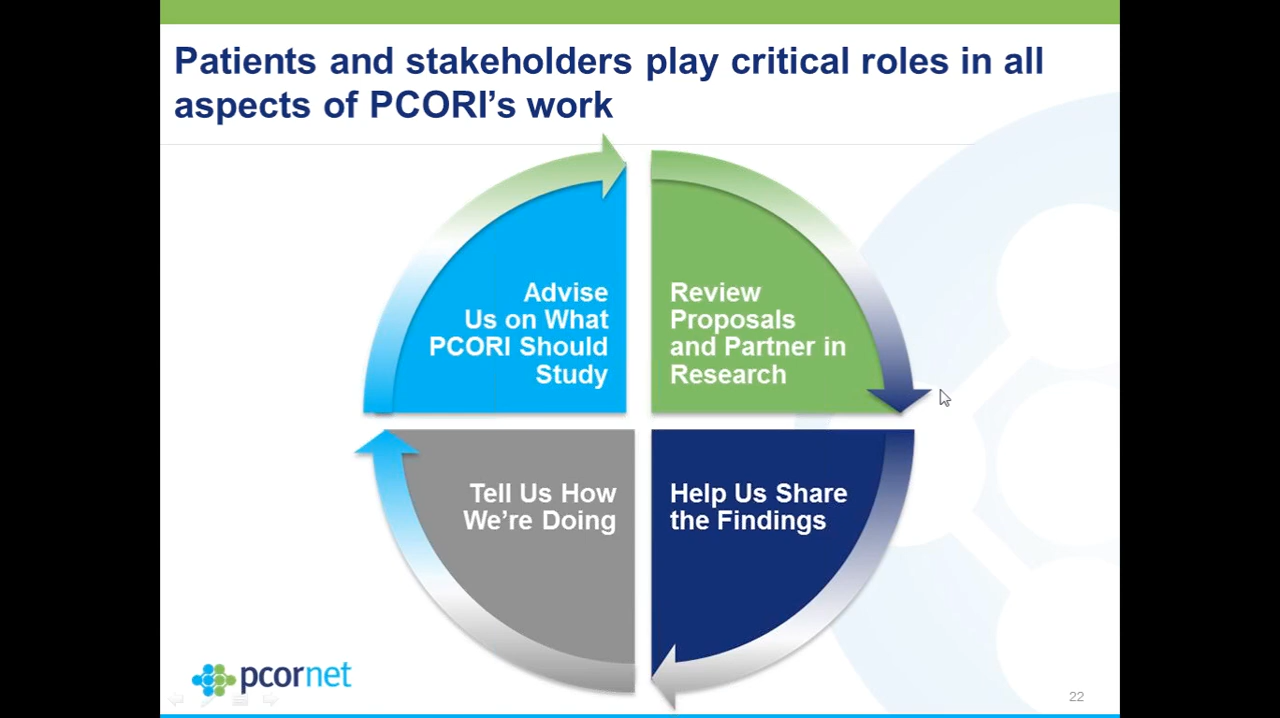 Patients and stakeholders play critical roles in all
aspects of PCORI’s work
Advise
Us on What
PCORI Should
Study
Review
Proposals
and Partner in
Research
Tell Us How
We’re Doing
Help Us Share
the Findings
pcornet
22